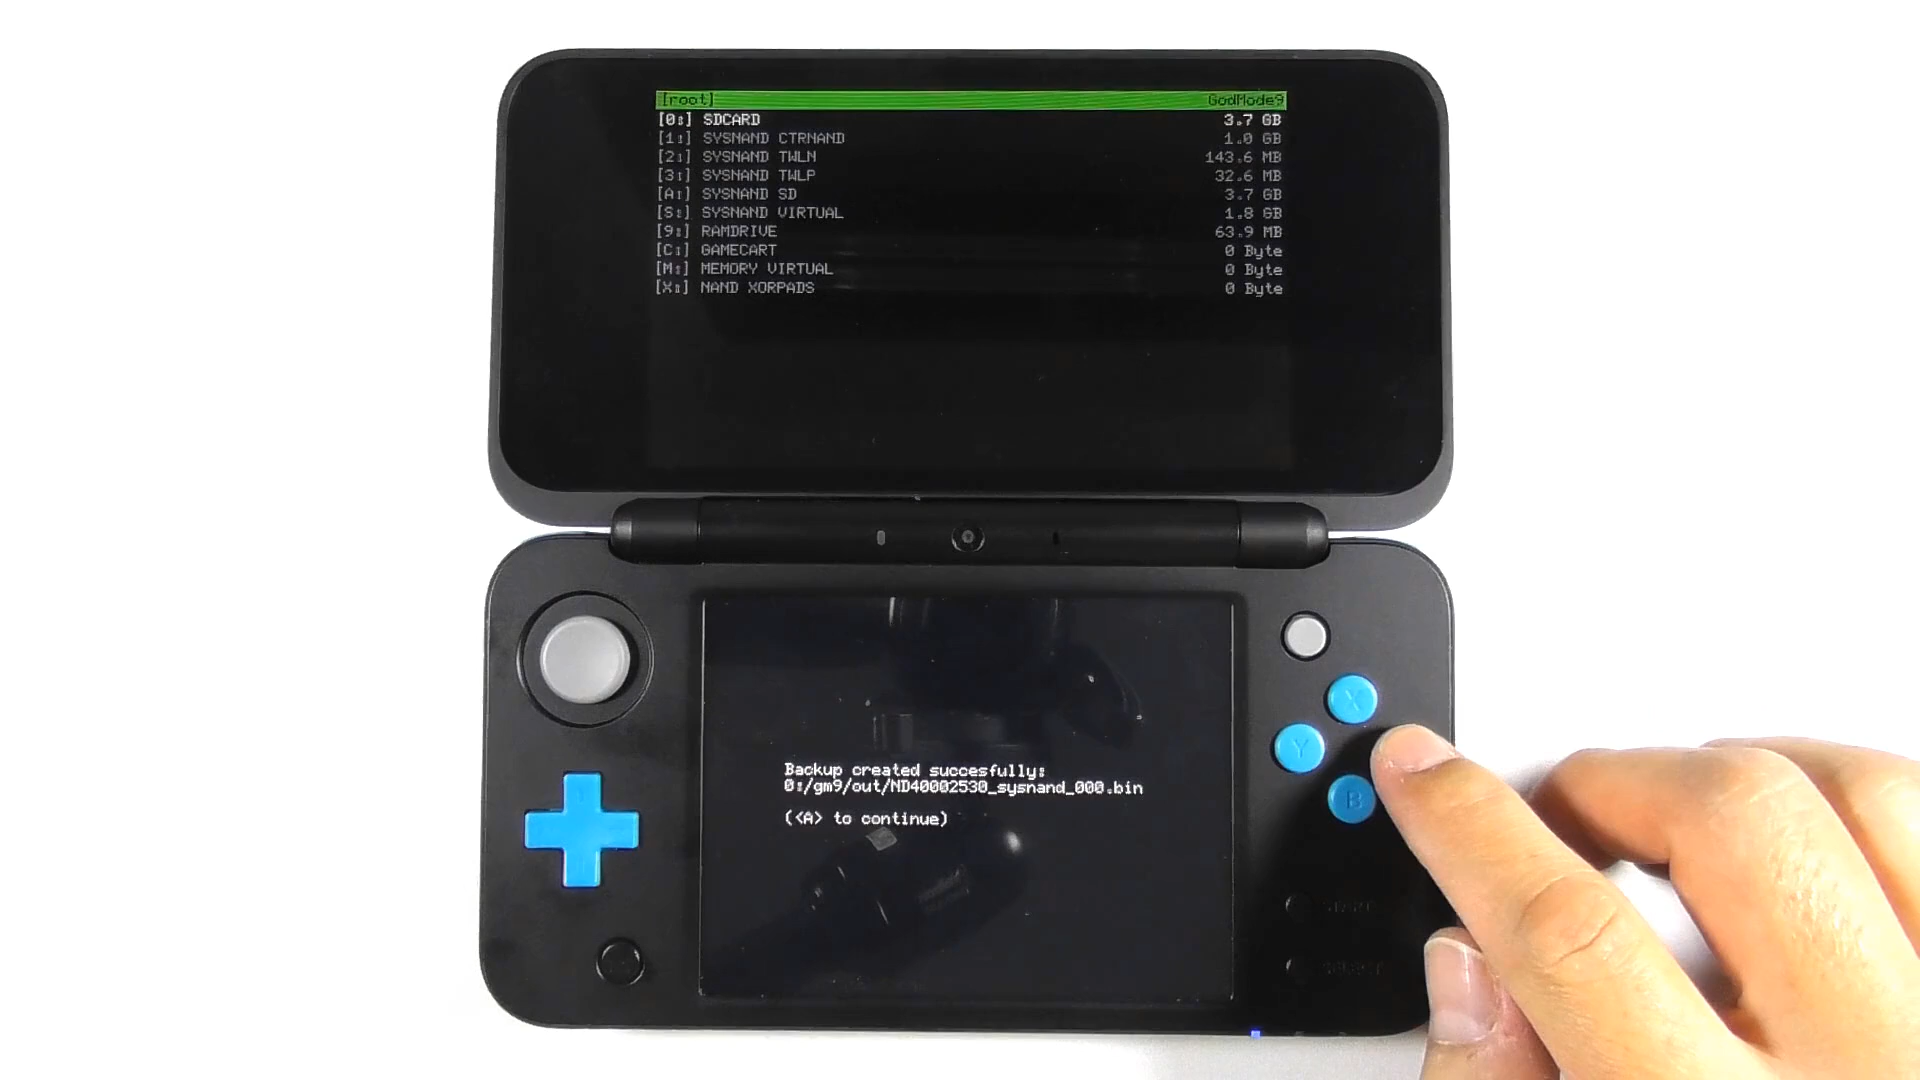 [root] GodMode9
[0:] SDCARD 3.7 GB
[1:] SYSNAND CTRNAND 1.0 GB
[2:] SYSNAND TWLN 143.6 MB
[3:] SYSNAND TWLP 32.6 MB
[A:] SYSNAND SD 3.7 GB
[S:] SYSNAND VIRTUAL 1.8 GB
[9:] RAMDRIVE 63.9 MB
[C:] GAMECART 0 Byte
[M:] MEMORY VIRTUAL 0 Byte
[X:] NAND XORPADS 0 Byte
X
Y
Backup created succesfully:
0:/gm9/out/ND40002530_sysnand_000.bin
B
(<A> to continue)
START
SELECT